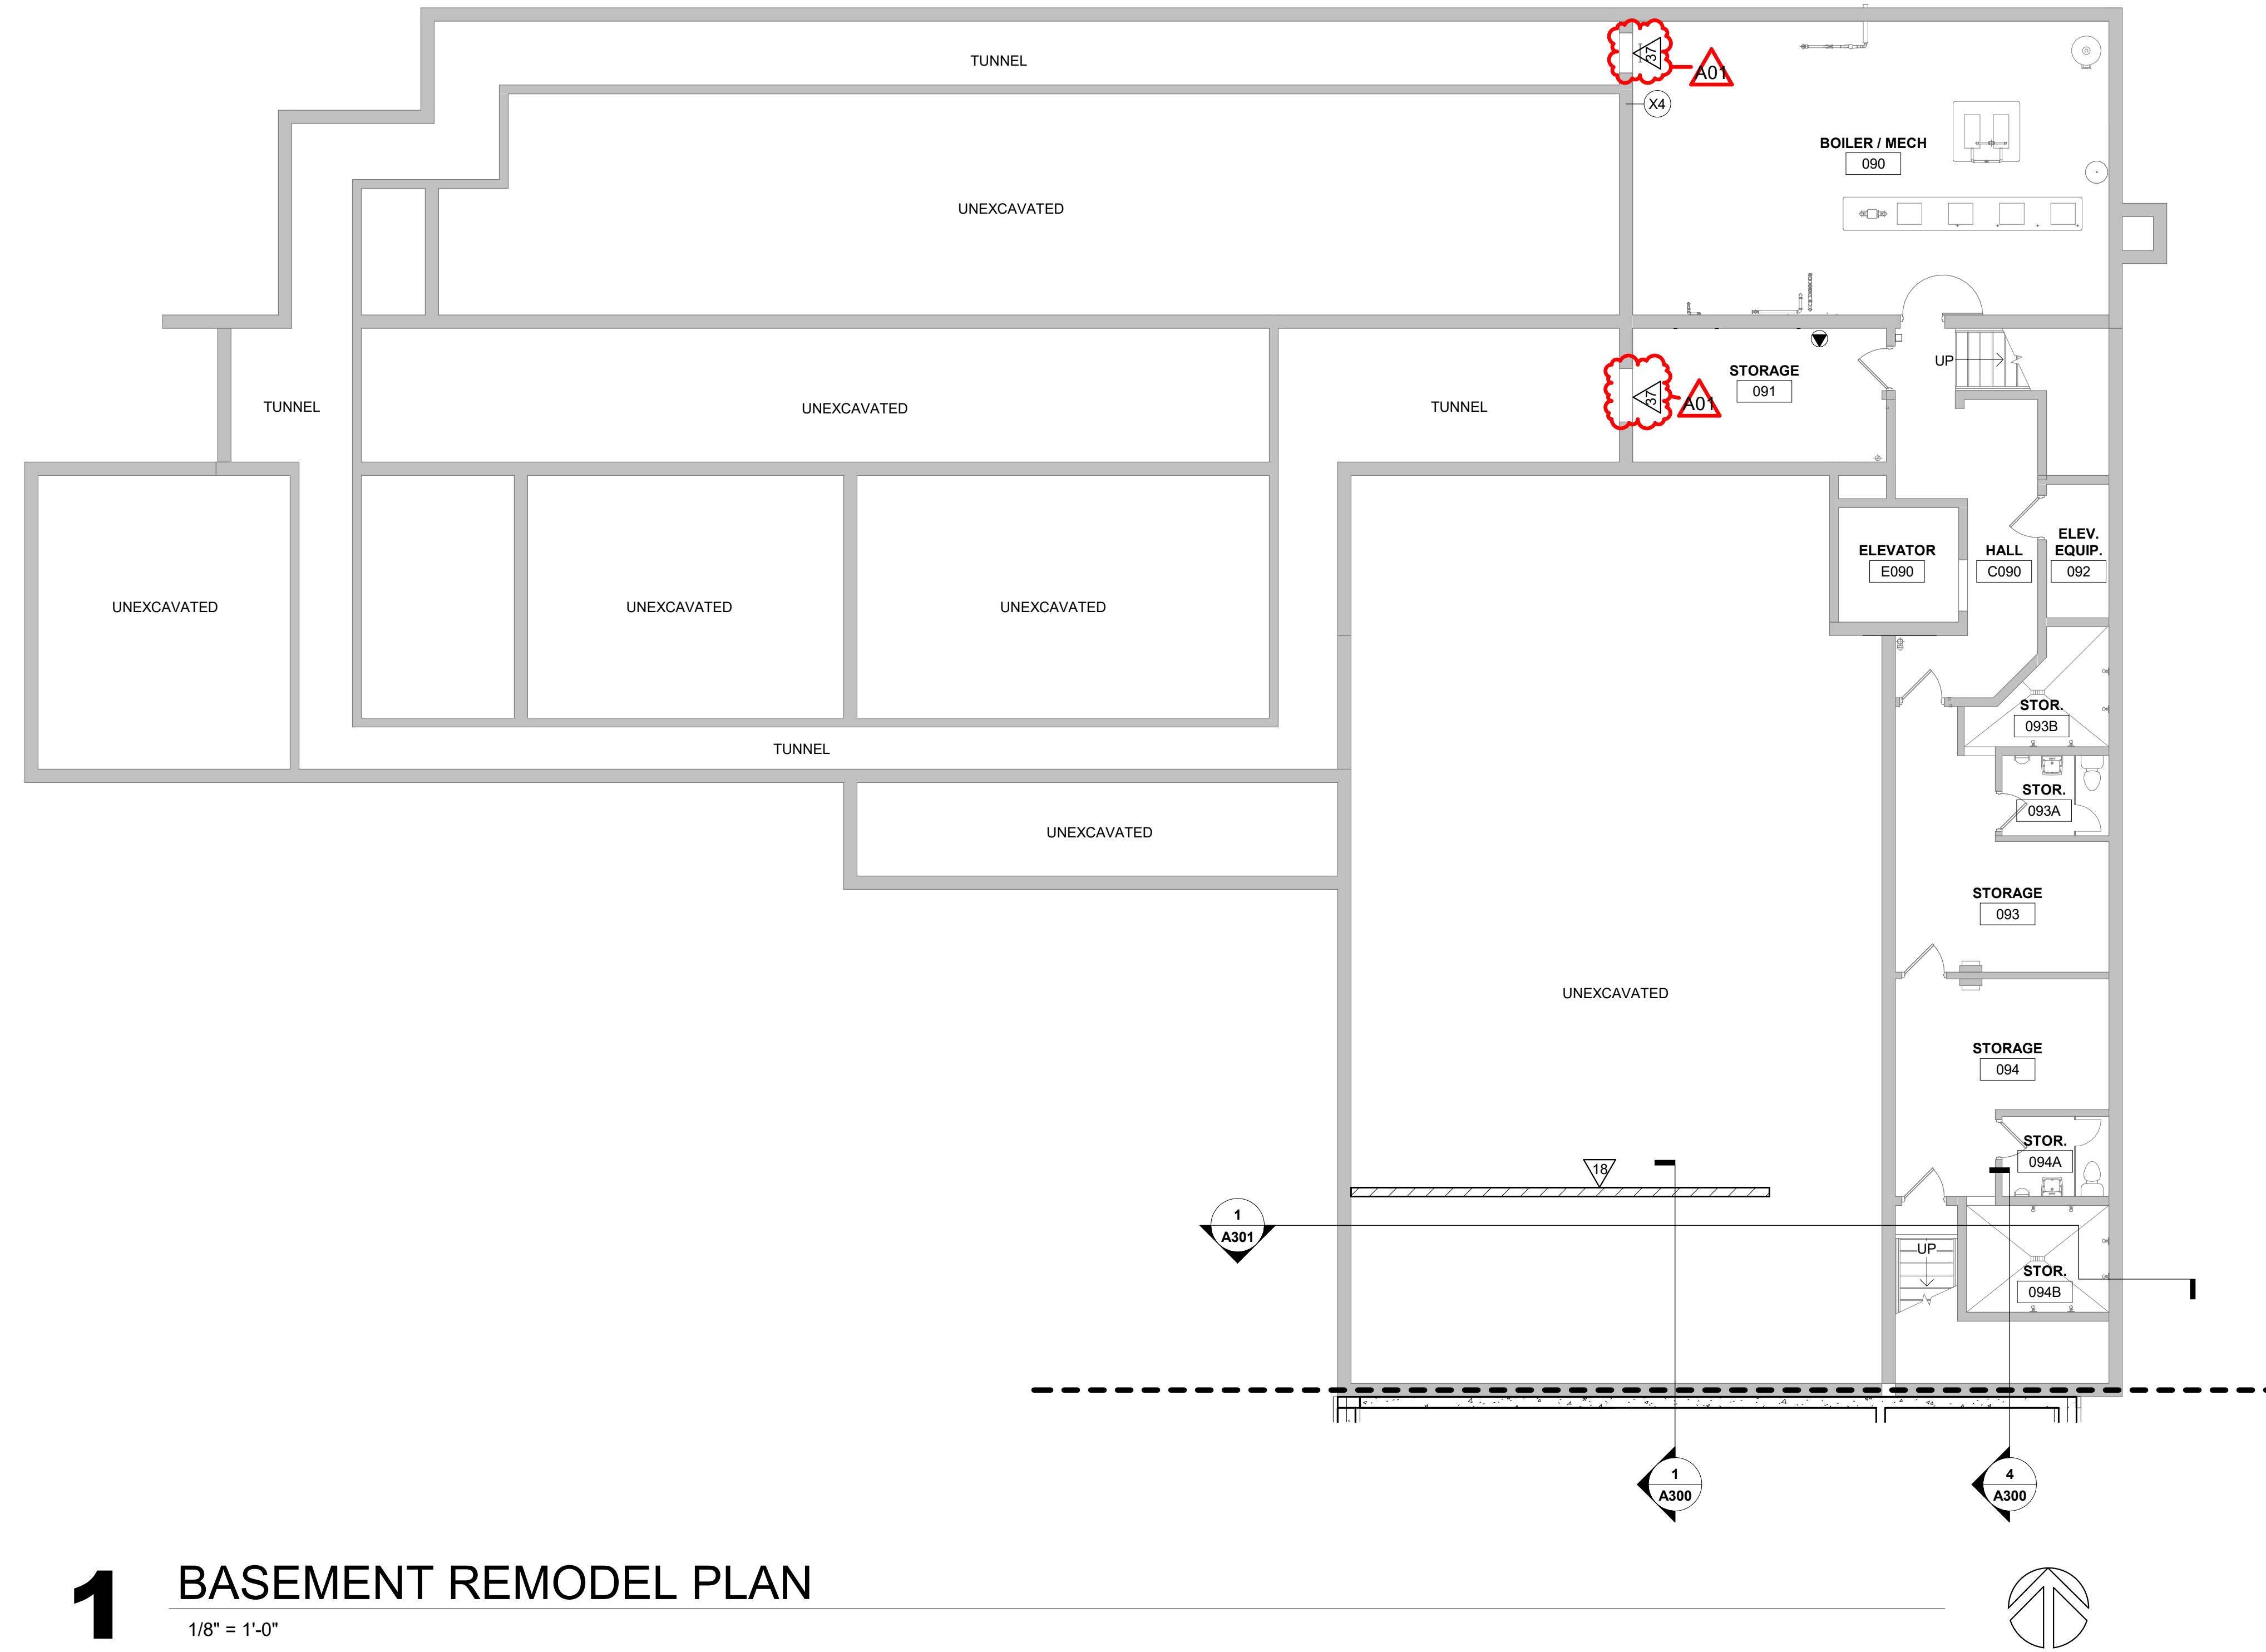 TUNNEL
37
A01
X4
BOILER / MECH
090
UNEXCAVATED
UP
STORAGE
091
TUNNEL
UNEXCAVATED
TUNNEL
37
A01
ELEV.
EQUIP.
092
ELEVATOR
E090
HALL
C090
UNEXCAVATED
UNEXCAVATED
UNEXCAVATED
STOR.
093B
TUNNEL
STOR.
093A
UNEXCAVATED
STORAGE
093
UNEXCAVATED
STORAGE
094
STOR.
094A
18
1
A301
UP
STOR.
094B
1
A300
4
A300
1 BASEMENT REMODEL PLAN
1/8" = 1'-0"